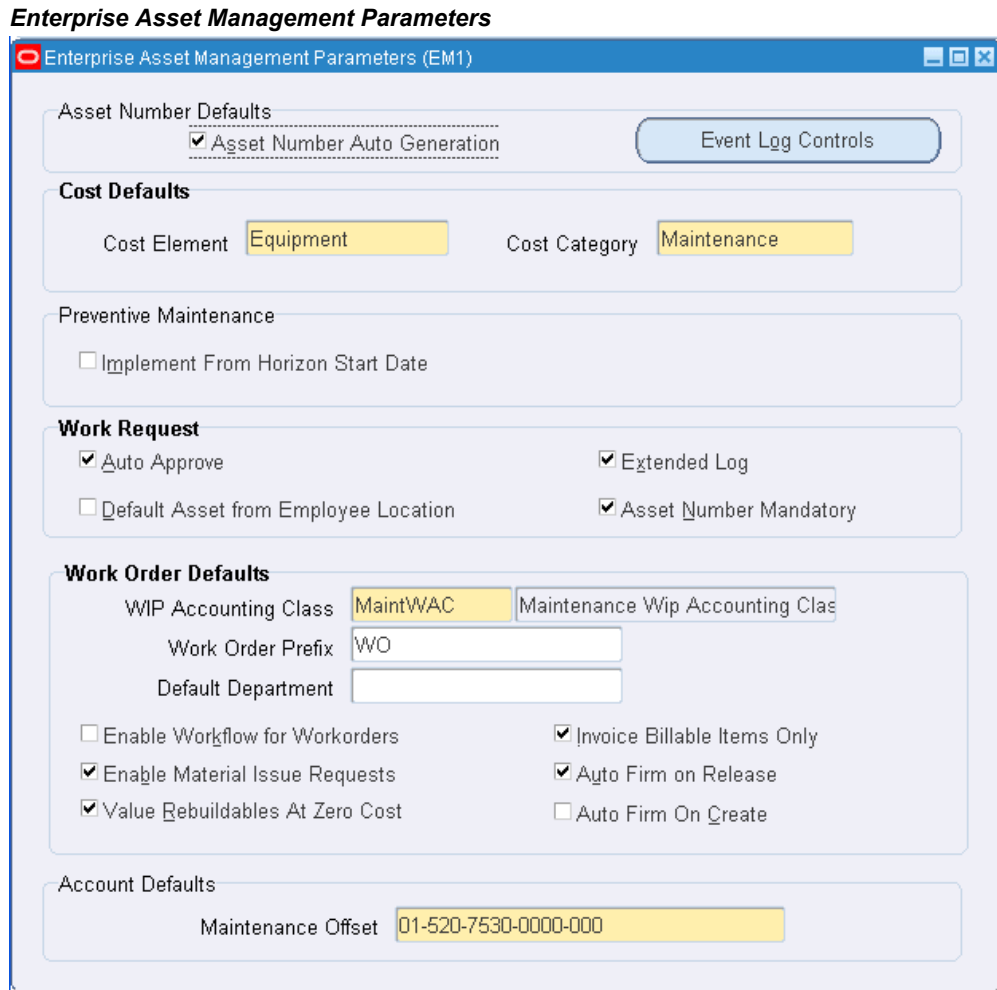 Enterprise Asset Management Parameters
Enterprise Asset Management Parameters (EM1)
Asset Number Defaults
Asset Number Auto Generation
Event Log Controls
Cost Defaults
Cost Element Equipment Cost Category Maintenance
Preventive Maintenance
Implement From Horizon Start Date
Work Request
Auto Approve Extended Log
Default Asset from Employee Location Asset Number Mandatory
Work Order Defaults
WIP Accounting Class MaintWAC Maintenance Wip Accounting Clas
Work Order Prefix WO
Default Department
Enable Workflow for Workorders Invoice Billable Items Only
Enable Material Issue Requests Auto Firm on Release
Value Rebuildables At Zero Cost Auto Firm On Create
Account Defaults
Maintenance Offset 01-520-7530-0000-000